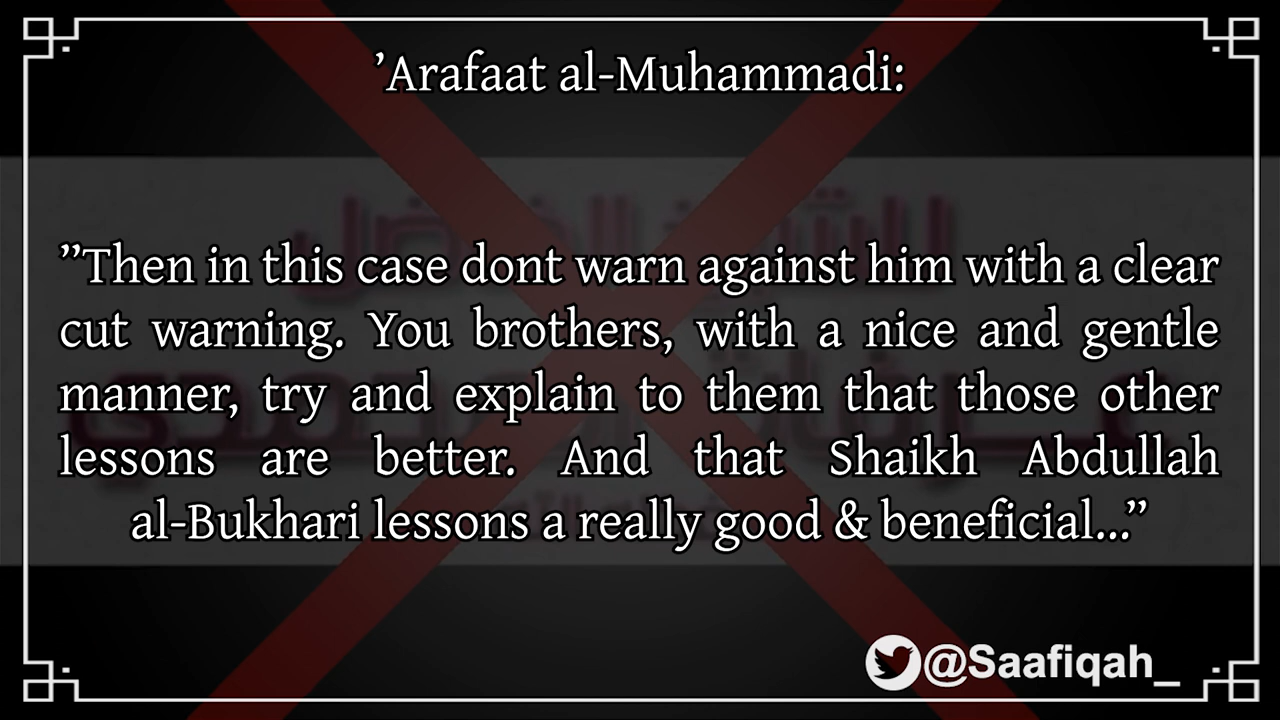 ’Arafaat al-Muhammadi:
”Then in this case dont warn against him with a clear
cut warning. You brothers, with a nice and gentle
manner, try and explain to them that those other
lessons are better. And that Shaikh Abdullah
al-Bukhari lessons a really good & beneficial...”
@Saafiqah_